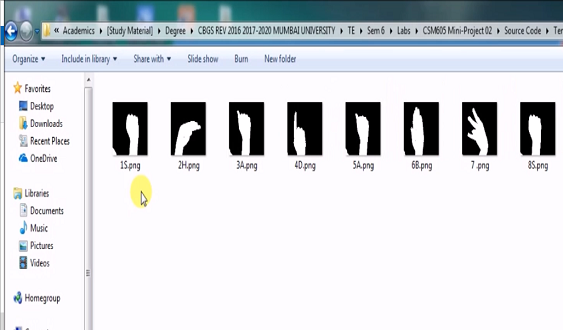 « Academics ▸ [Study Material] ▸ Degree ▸ CBGS REV 2016 2017-2020 MUMBAI UNIVERSITY ▸ TE ▸ Sem 6 ▸ Labs ▸ CSM605 Mini-Project 02 ▸ Source Code ▸
Organize Include in library Share with Slide show Burn New folder
Favorites
Desktop
Downloads
Recent Places
OneDrive
Libraries
Documents
Music
Pictures
Videos
Homegroup
1S.png 2H.png 3A.png 4D.png 5A.png 6B.png 7 .png 8S.png